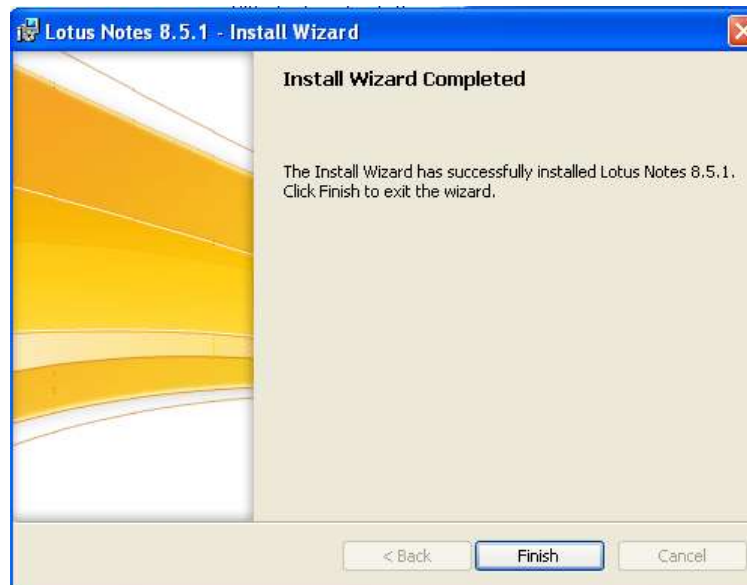 Lotus Notes 8.5.1 - Install Wizard
Install Wizard Completed
The Install Wizard has successfully installed Lotus Notes 8.5.1.
Click Finish to exit the wizard.
< Back Finish Cancel